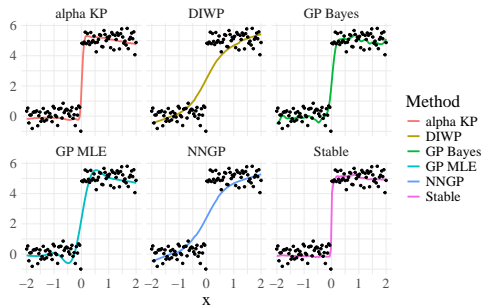 alpha KP DIWP GP Bayes
6
4
2
0
GP MLE NNGP Stable
6
4
2
0
−2 −1 0 1 2 −2 −1 0 1 2 −2 −1 0 1 2
x
Method
alpha KP
DIWP
GP Bayes
GP MLE
NNGP
Stable